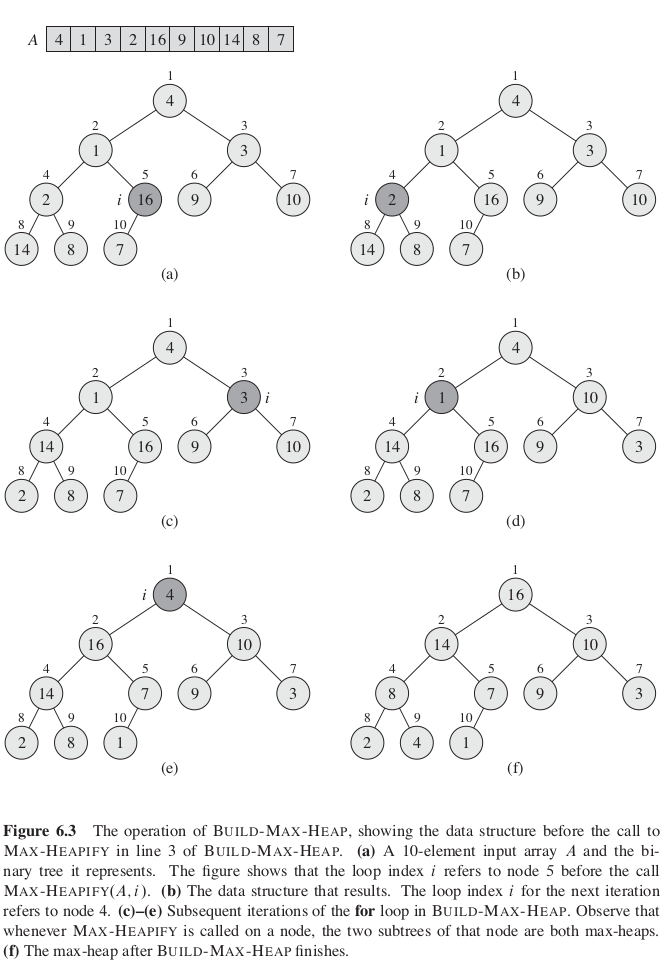 A 4 1 3 2 16 9 10 14 8 7
1
4
2 3
1 3
4 5 6 7
2 i 16 9 10
8 9 10
14 8 7
(a)
1
4
2 3
1 3
4 5 6 7
i 2 16 9 10
8 9 10
14 8 7
(b)
1
4
2 3
1 3 i
4 5 6 7
14 16 9 10
8 9 10
2 8 7
(c)
1
4
2 3
i 1 10
4 5 6 7
14 16 9 3
8 9 10
2 8 7
(d)
1
i 4
2 3
16 10
4 5 6 7
14 7 9 3
8 9 10
2 8 1
(e)
1
16
2 3
14 10
4 5 6 7
8 7 9 3
8 9 10
2 4 1
(f)
Figure 6.3 The operation of BUILD-MAX-HEAP, showing the data structure before the call to
MAX-HEAPIFY in line 3 of BUILD-MAX-HEAP. (a) A 10-element input array A and the bi-
nary tree it represents. The figure shows that the loop index i refers to node 5 before the call
MAX-HEAPIFY(A, i). (b) The data structure that results. The loop index i for the next iteration
refers to node 4. (c)–(e) Subsequent iterations of the for loop in BUILD-MAX-HEAP. Observe that
whenever MAX-HEAPIFY is called on a node, the two subtrees of that node are both max-heaps.
(f) The max-heap after BUILD-MAX-HEAP finishes.